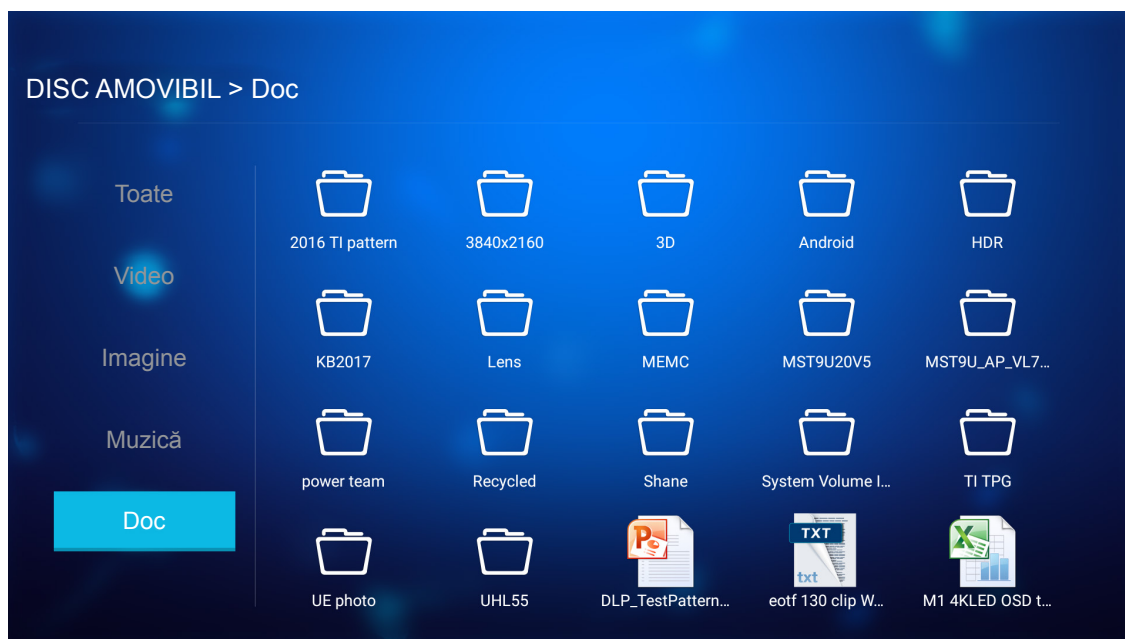 DISC AMOVIBIL > Doc
Toate
Video
Imagine
Muzică
Doc
2016 TI pattern
3840x2160
3D
Android
HDR
KB2017
Lens
MEMC
MST9U20V5
MST9U_AP_VL7...
power team
Recycled
Shane
System Volume I...
TI TPG
UE photo
UHL55
P
DLP_TestPattern...
TXT
txt
eotf 130 clip W...
X
M1 4KLED OSD t...